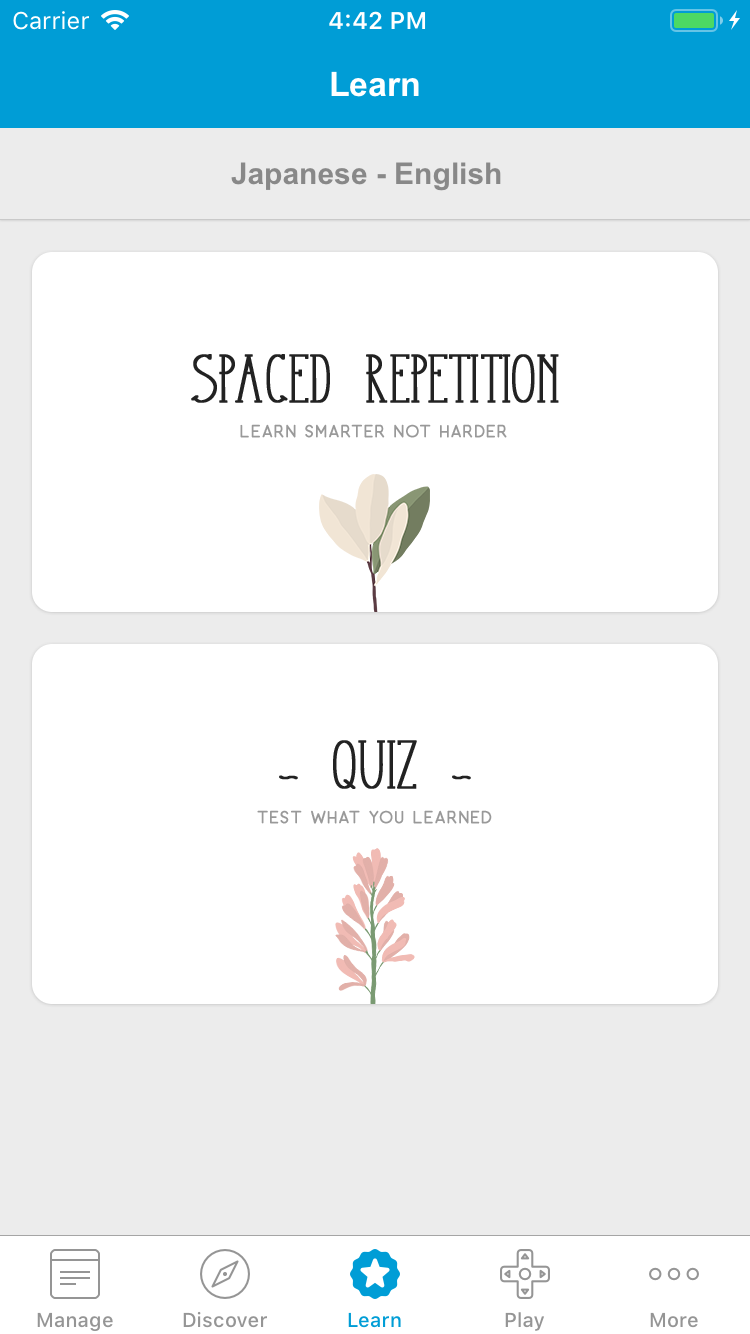 Carrier 4:42 PM
Learn
Japanese - English
SPACED REPETITION
LEARN SMARTER NOT HARDER
- QUIZ -
TEST WHAT YOU LEARNED
Manage Discover Learn Play More